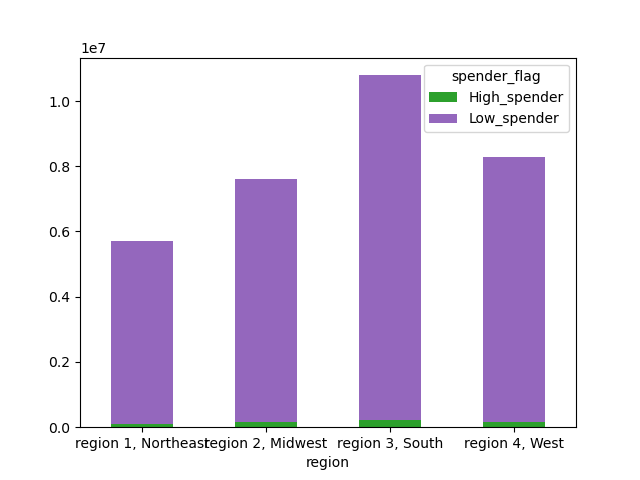 1e7
spender_flag
High_spender
Low_spender
1.0
0.8
0.6
0.4
0.2
0.0
region 1, Northeast
region 2, Midwest
region 3, South
region 4, West
region